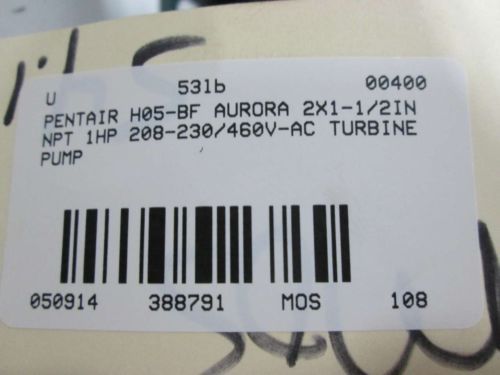 U 53lb 00400
PENTAIR H05-BF AURORA 2X1-1/2IN
NPT 1HP 208-230/460V-AC TURBINE
PUMP
050914 388791 MOS 108